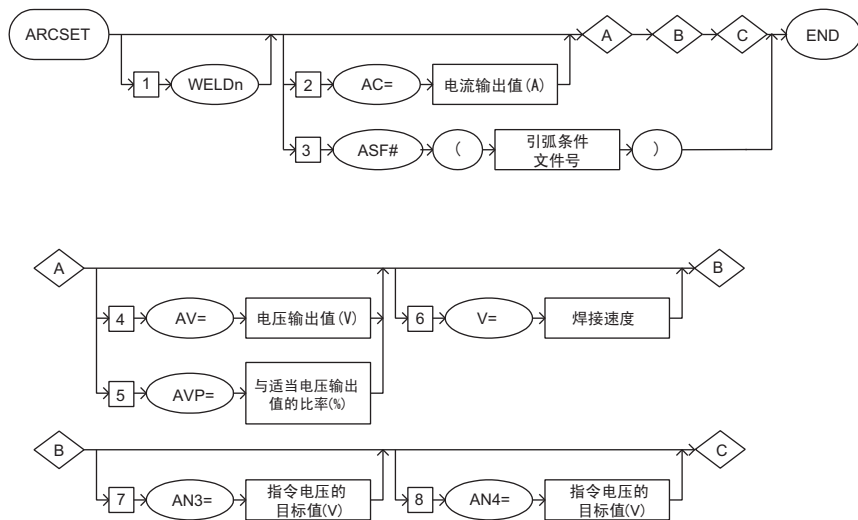 ARCSET
A
B
C
END
1
WELDn
2
AC=
电流输出值(A)
3
ASF#
(
引弧条件
文件号
)
A
B
4
AV=
电压输出值(V)
6
V=
焊接速度
5
AVP=
与适当电压输出
值的比率(%)
B
C
7
AN3=
指令电压的
目标值(V)
8
AN4=
指令电压的
目标值(V)